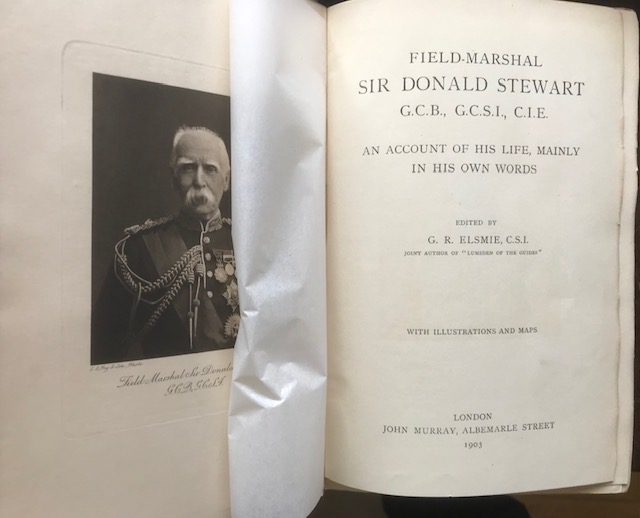 Field-Marshal Sir Donald
G.C.B., G.C.S.I.
FIELD-MARSHAL
SIR DONALD STEWART
G.C.B., G.C.S.I., C.I.E.
AN ACCOUNT OF HIS LIFE, MAINLY
IN HIS OWN WORDS
EDITED BY
G. R. ELSMIE, C.S.I.
JOINT AUTHOR OF "LUMSDEN OF THE GUIDES"
WITH ILLUSTRATIONS AND MAPS
LONDON
JOHN MURRAY, ALBEMARLE STREET
1903